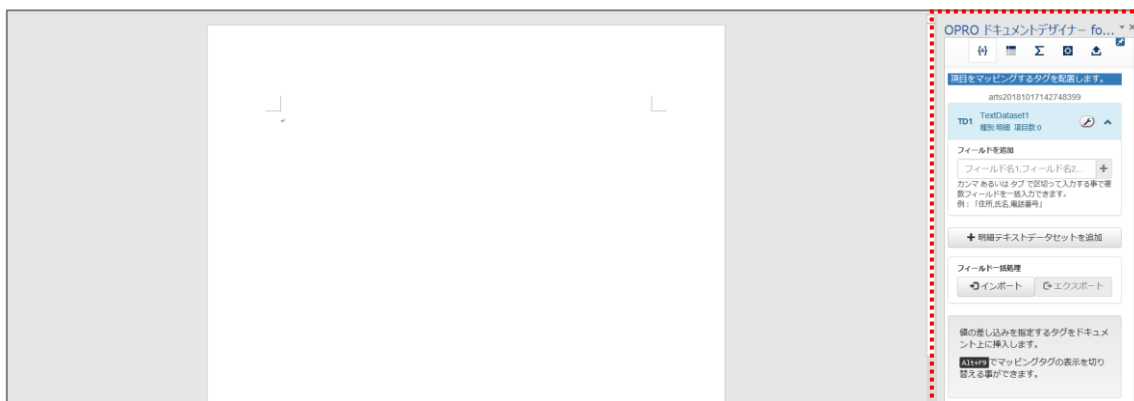 OPRO ドキュメントデザイナー fo...
項目をマッピングするタグを配置します。
arts20181017142748399
TD1 TextDataset1
種別:明細 項目数:0
フィールドを追加
フィールド名1,フィールド名2,...
カンマ あるいは タブ で区切って入力する事で複
数フィールドを一括入力できます。
例：「住所,氏名,電話番号」
+ 明細テキストデータセットを追加
フィールド一括処理
インポート エクスポート
値の差し込みを指定するタグをドキュメ
ント上に挿入します。
Alt+F9 でマッピングタグの表示を切り
替える事ができます。